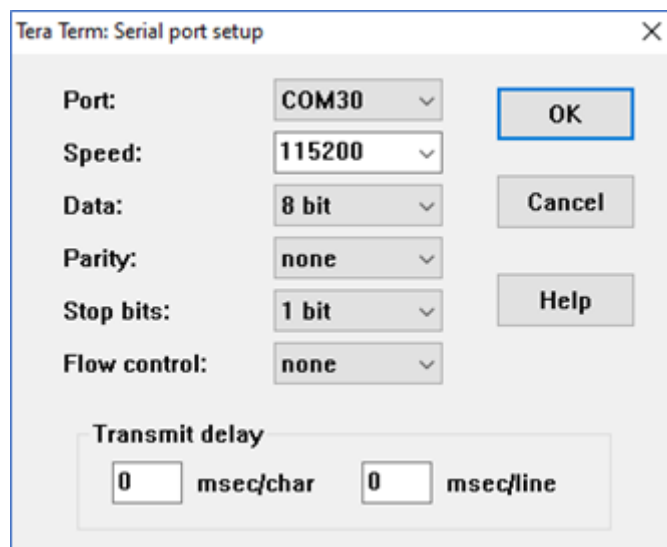 Tera Term: Serial port setup
Port: COM30
OK
Speed: 115200
Data: 8 bit
Cancel
Parity: none
Stop bits: 1 bit
Help
Flow control: none
Transmit delay
0 msec/char 0 msec/line